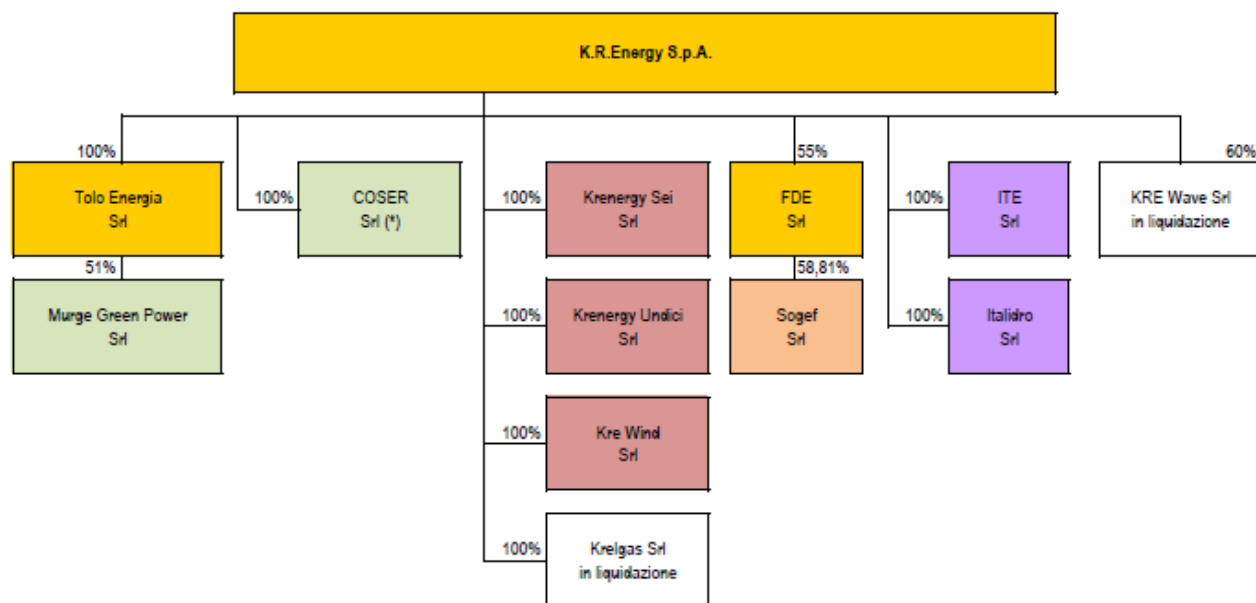 K.R.Energy S.p.A.
100%
55%
60%
Tolo Energia
Srl
100%
COSER
Srl (*)
100%
Krenergy Sei
Srl
FDE
Srl
100%
ITE
Srl
KRE Wave Srl
in liquidazione
51%
58,81%
Murge Green Power
Srl
100%
Krenergy Undici
Srl
Sogef
Srl
100%
Italidro
Srl
100%
Kre Wind
Srl
100%
Krelgas Srl
in liquidazione